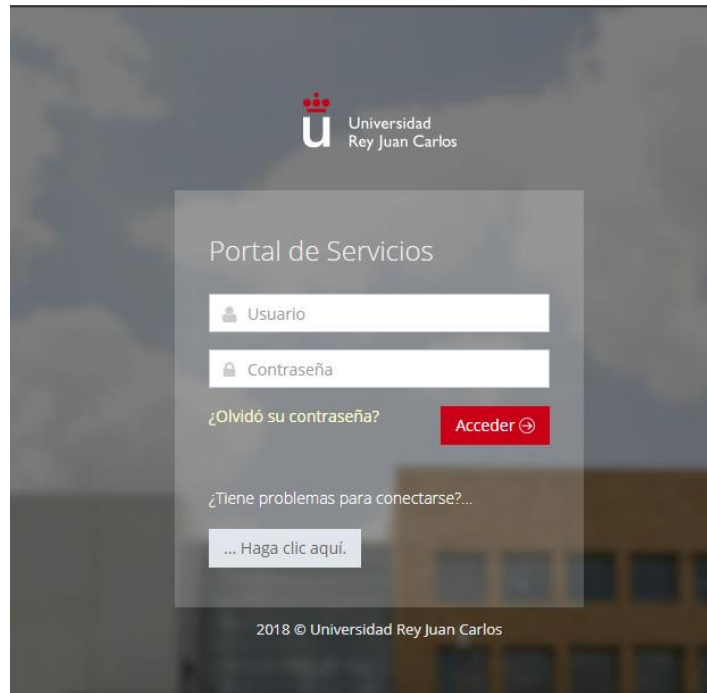 Universidad
Rey Juan Carlos
Portal de Servicios
Usuario
Contraseña
¿Olvidó su contraseña?
Acceder
¿Tiene problemas para conectarse?...
... Haga clic aquí.
2018 © Universidad Rey Juan Carlos